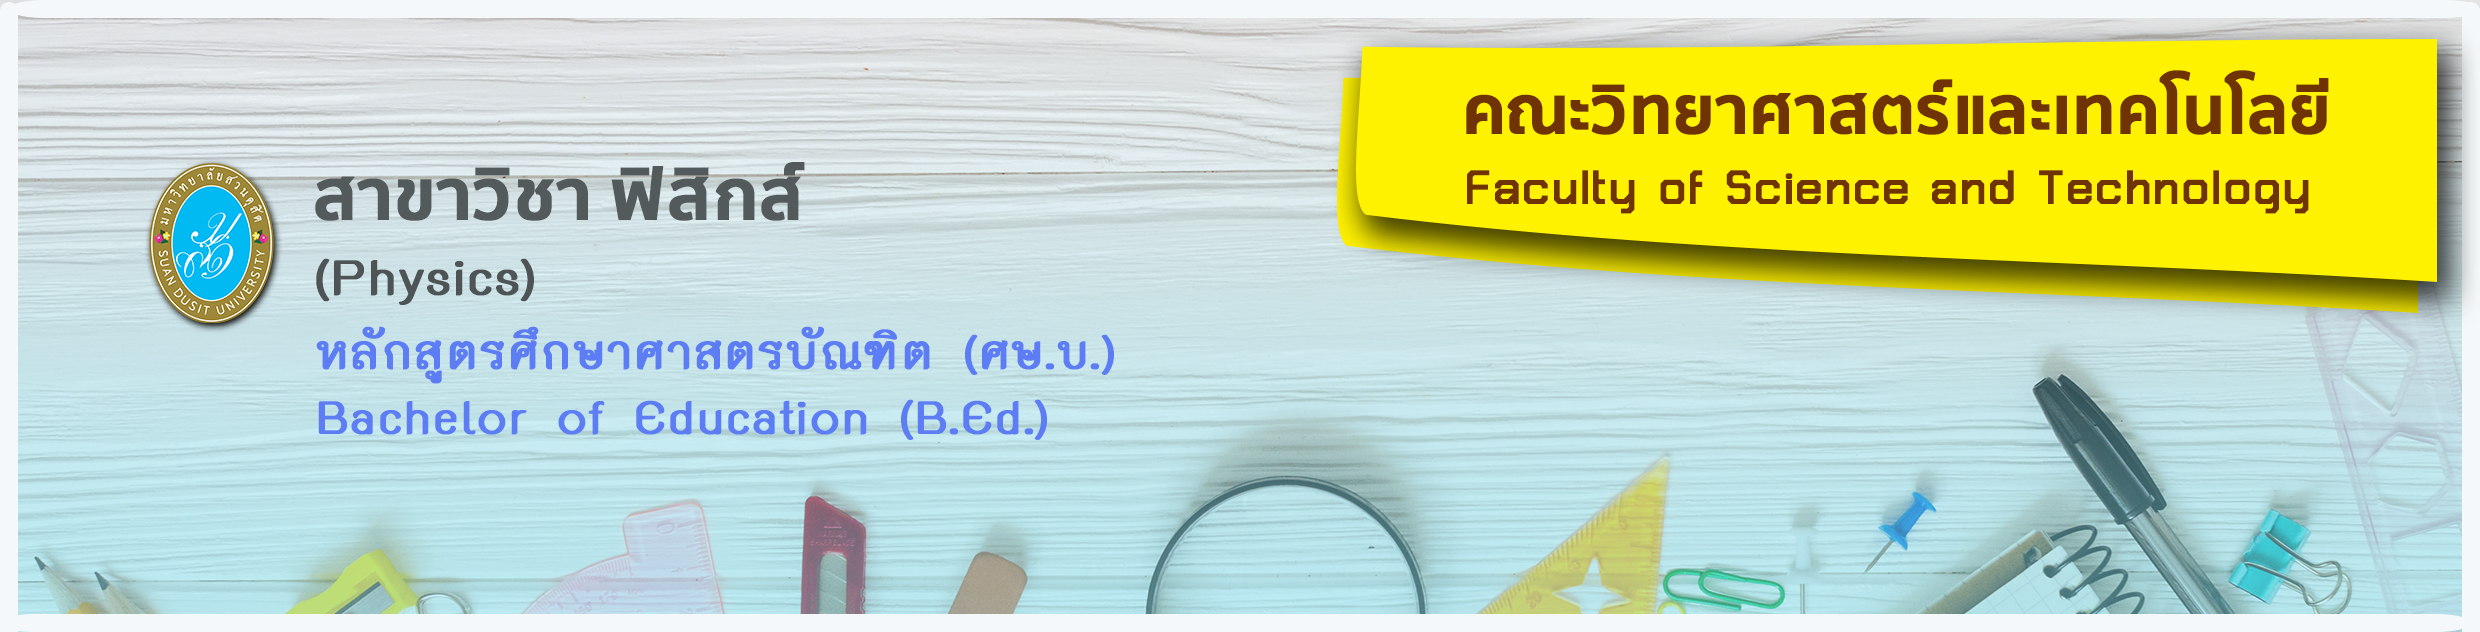 คณะวิทยาศาสตร์และเทคโนโลยี
Faculty of Science and Technology
มหาวิทยาลัยสวนดุสิต
SUAN DUSIT UNIVERSITY
สาขาวิชา ฟิสิกส์
(Physics)
หลักสูตรศึกษาศาสตรบัณฑิต (ศษ.บ.)
Bachelor of Education (B.Ed.)